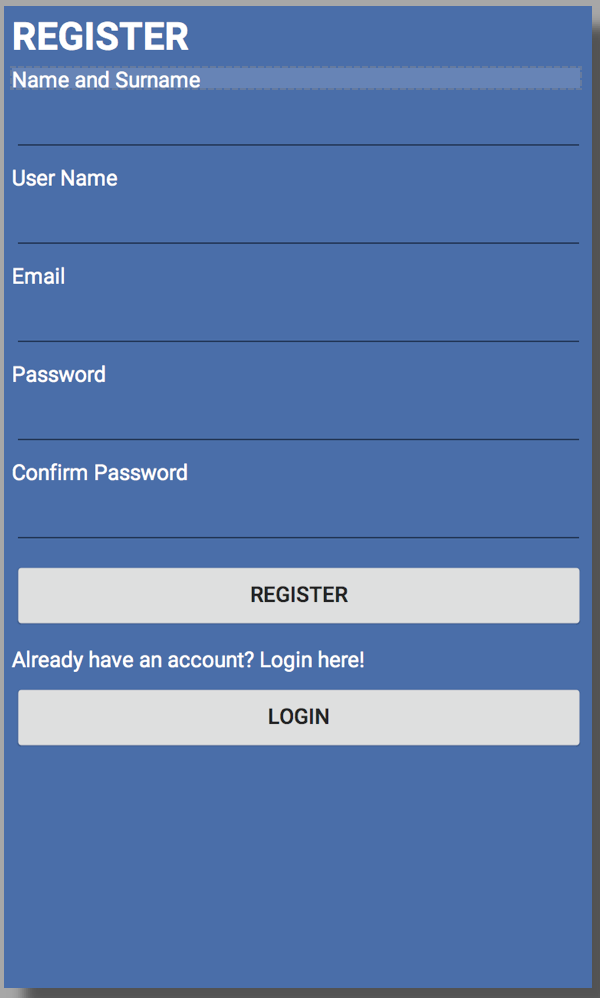 REGISTER
Name and Surname
User Name
Email
Password
Confirm Password
REGISTER
Already have an account? Login here!
LOGIN